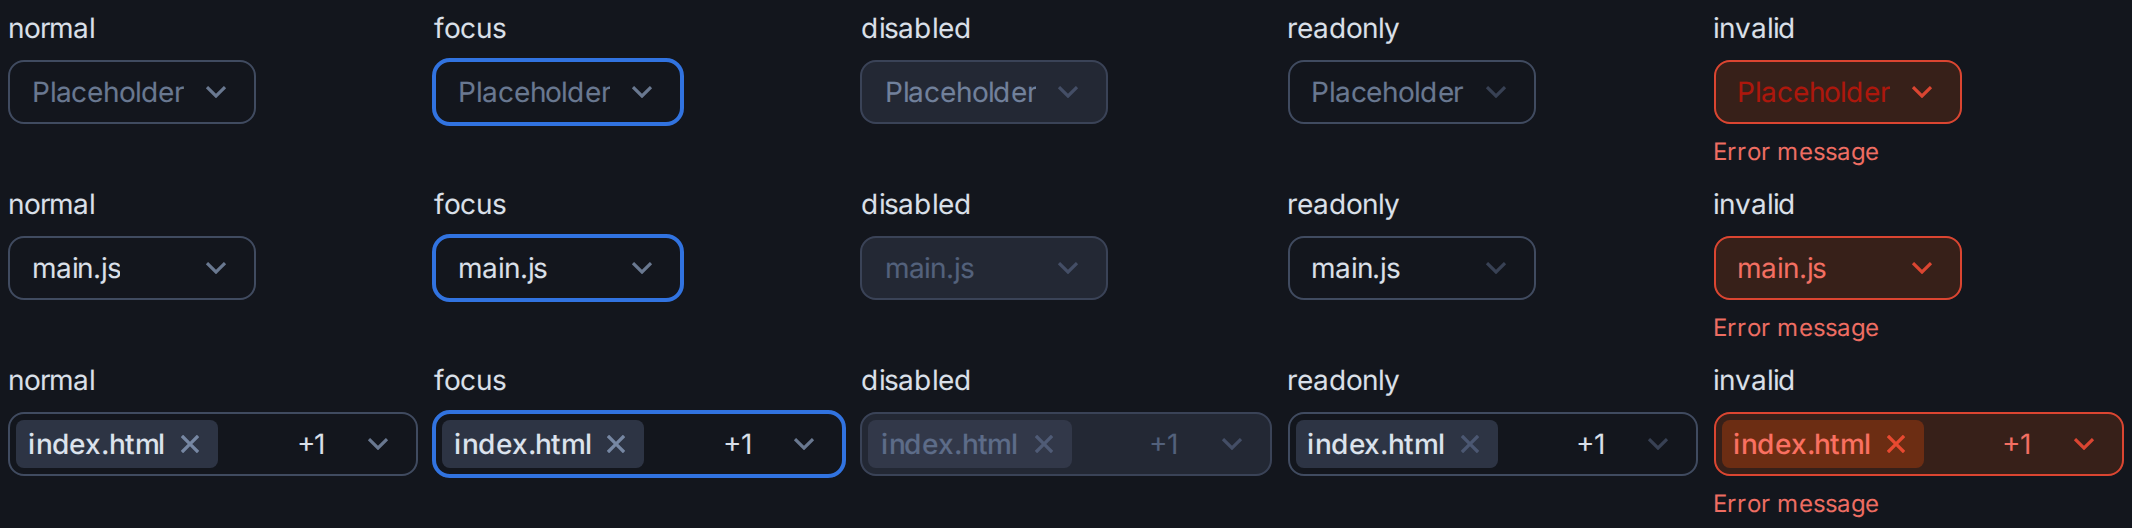 normal focus disabled readonly invalid
Placeholder Placeholder Placeholder Placeholder Placeholder
Error message
normal focus disabled readonly invalid
main.js main.js main.js main.js main.js
Error message
normal focus disabled readonly invalid
index.html +1 index.html +1 index.html +1 index.html +1 index.html +1
Error message